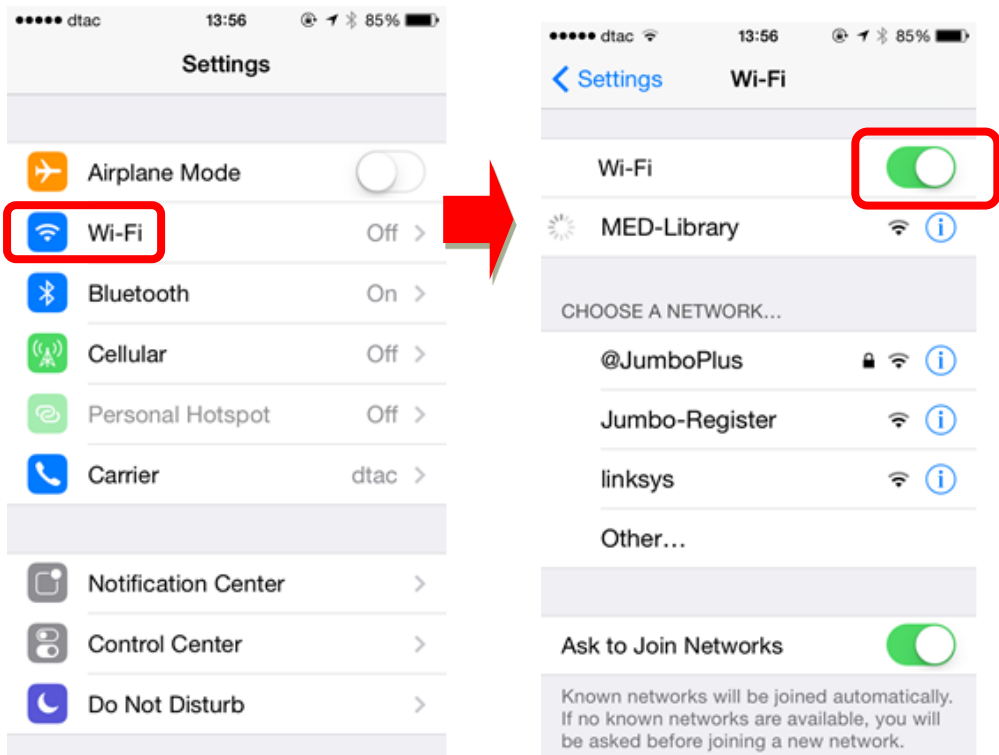 dtac 13:56 85%
Settings
Airplane Mode
Wi-Fi Off
Bluetooth On
Cellular Off
Personal Hotspot Off
Carrier dtac
Notification Center
Control Center
Do Not Disturb
dtac 13:56 85%
Settings Wi-Fi
Wi-Fi
MED-Library
CHOOSE A NETWORK...
@JumboPlus
Jumbo-Register
linksys
Other...
Ask to Join Networks
Known networks will be joined automatically.
If no known networks are available, you will
be asked before joining a new network.